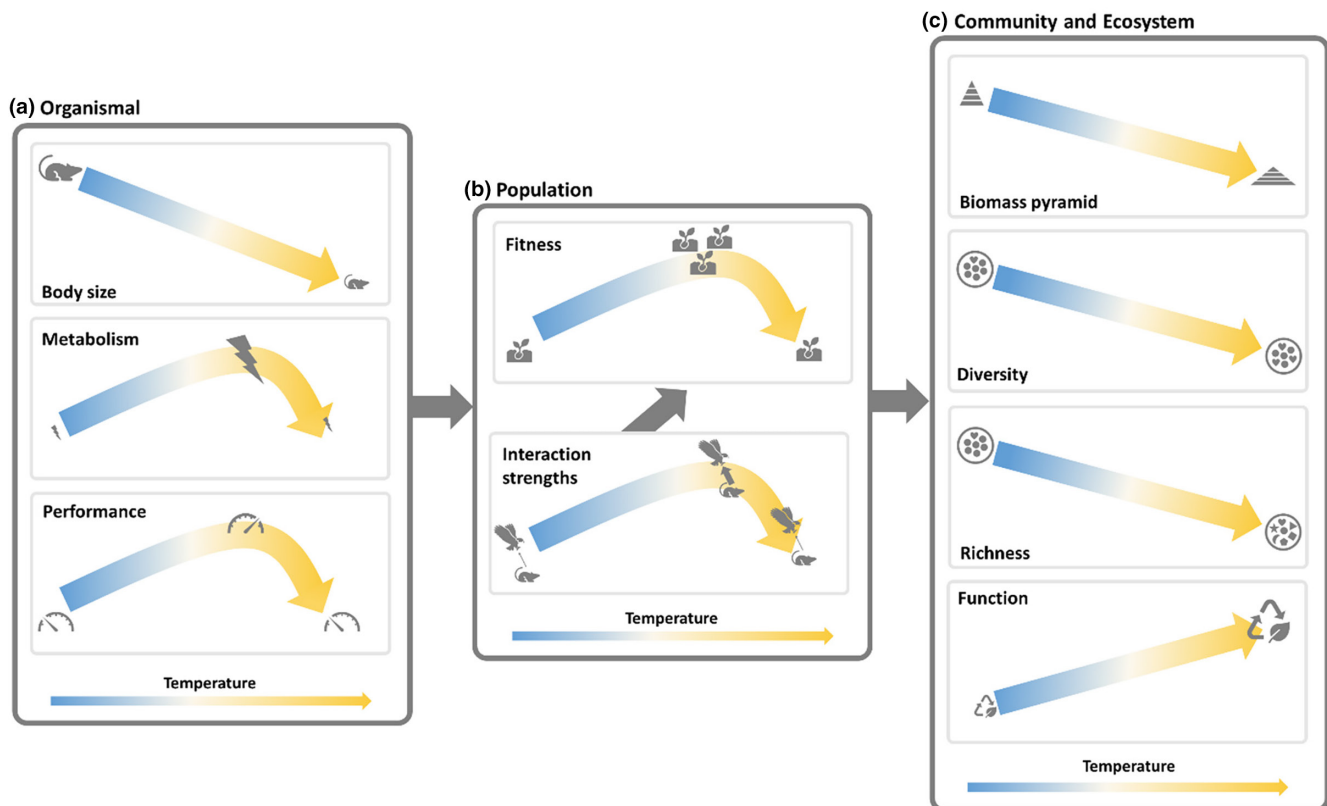 (a) Organismal
Body size
Metabolism
Performance
Temperature
(b) Population
Fitness
Interaction
strengths
Temperature
(c) Community and Ecosystem
Biomass pyramid
Diversity
Richness
Function
Temperature